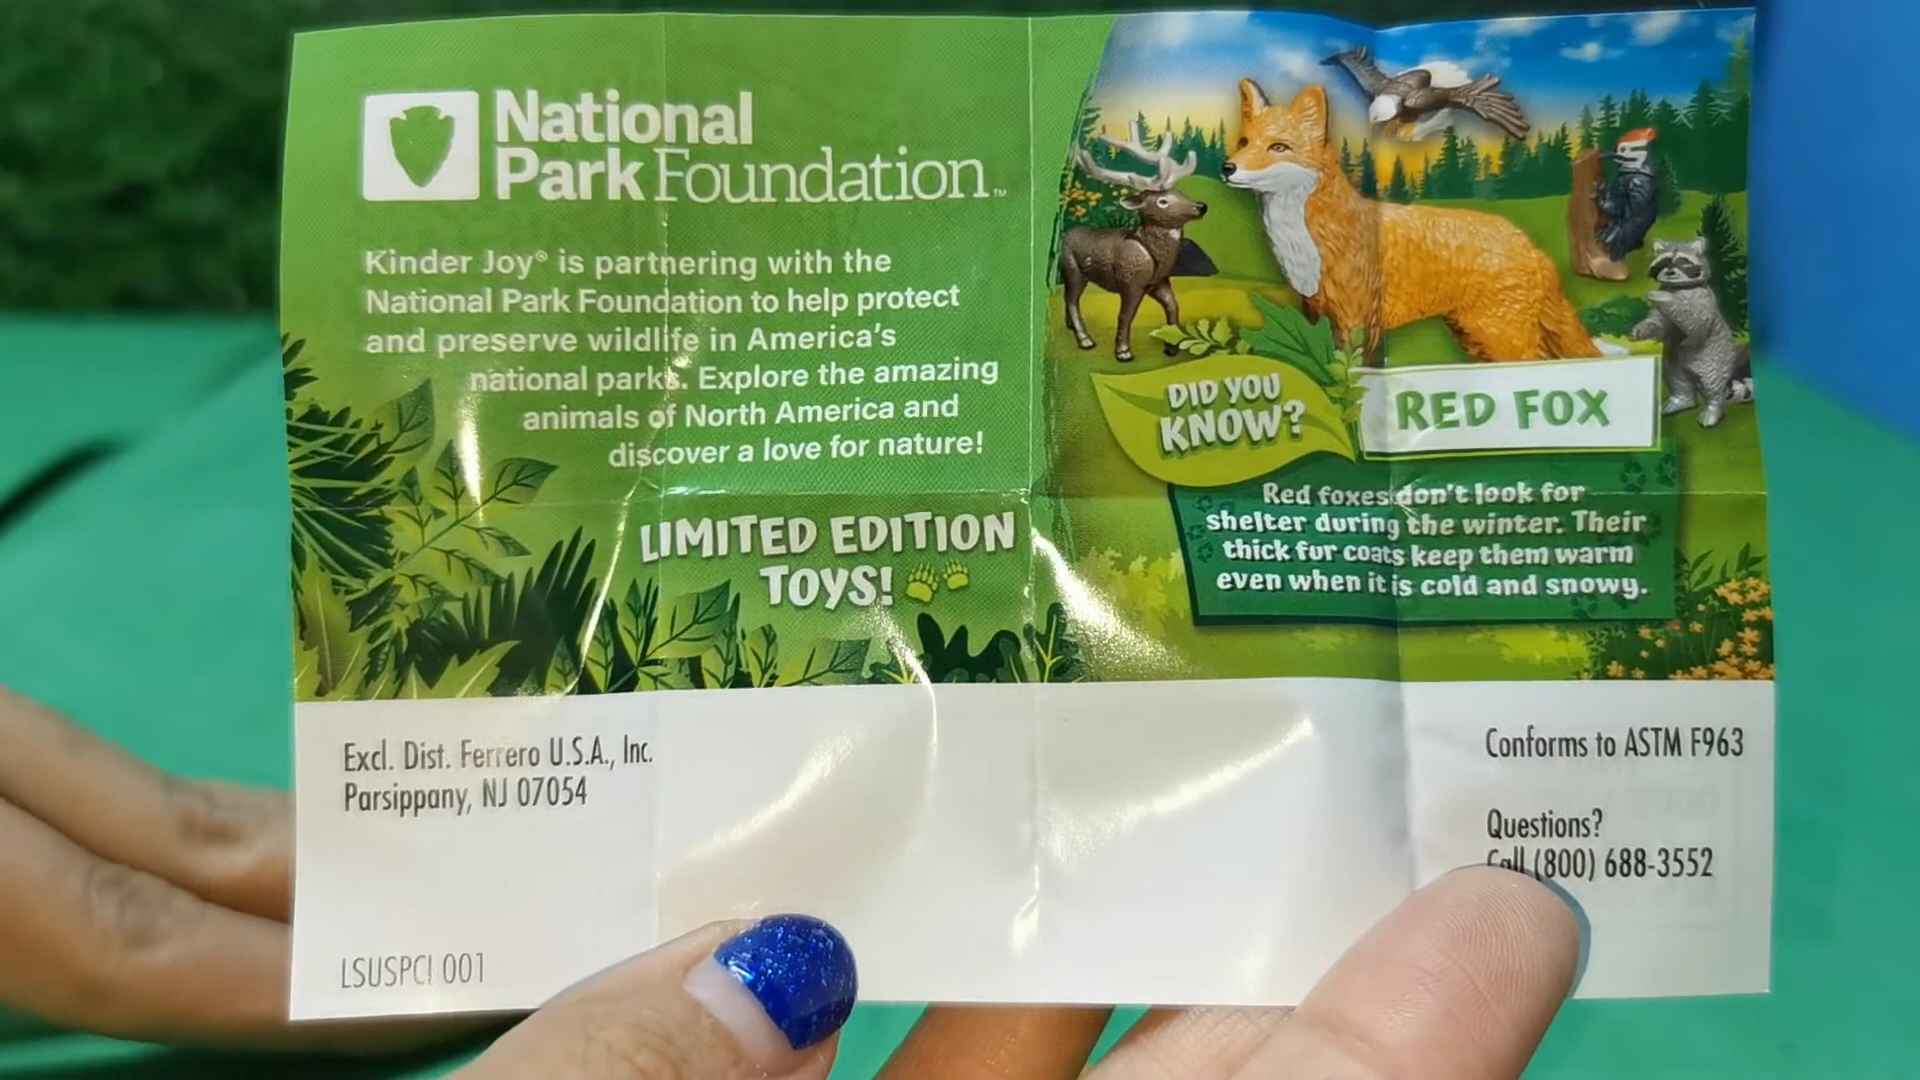 National
Park Foundation™
Kinder Joy® is partnering with the
National Park Foundation to help protect
and preserve wildlife in America's
national parks. Explore the amazing
animals of North America and
discover a love for nature!
LIMITED EDITION
TOYS!
DID YOU
KNOW?
RED FOX
Red foxes don't look for
shelter during the winter. Their
thick fur coats keep them warm
even when it is cold and snowy.
Excl. Dist. Ferrero U.S.A., Inc.
Parsippany, NJ 07054
LSUSPCI 001
Conforms to ASTM F963
Questions?
Call (800) 688-3552